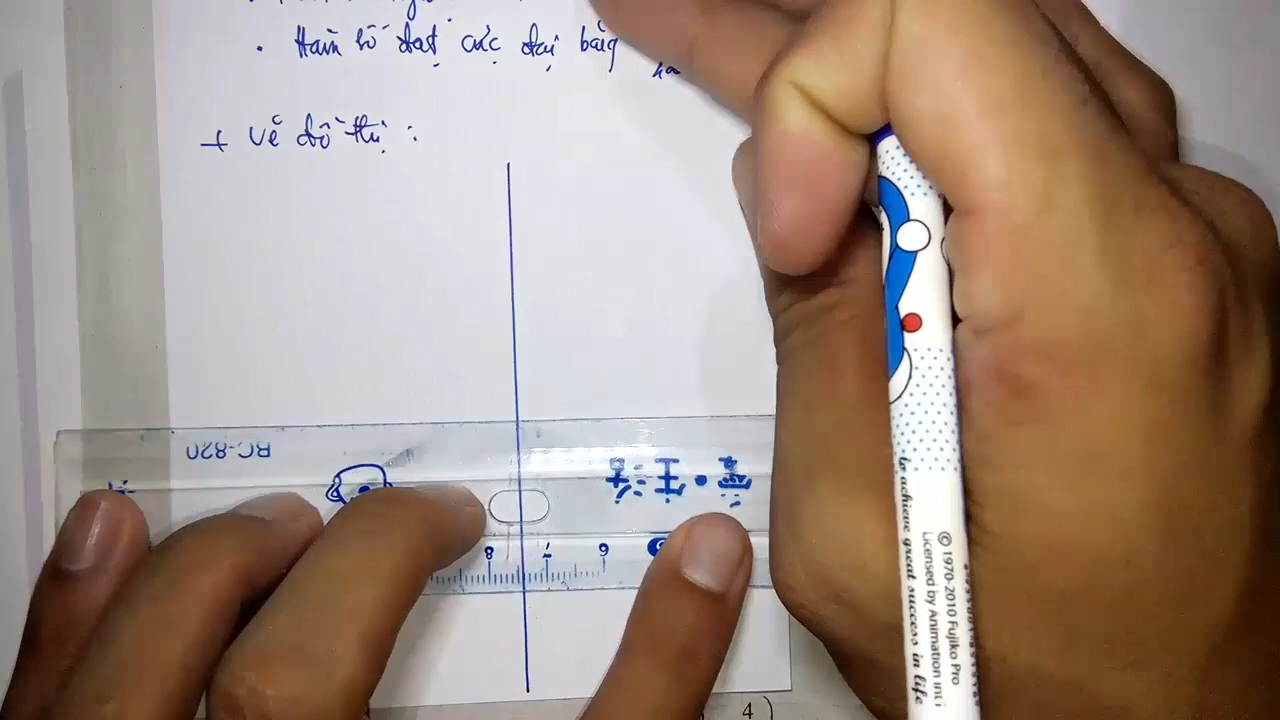 . Hàm số đạt cực đại bằng
+ Vẽ đồ thị :
RC-820
8 7 6
to achieve great success in life
© 1970-2010 Fujiko Pro
Licensed by Animation Int
4 )